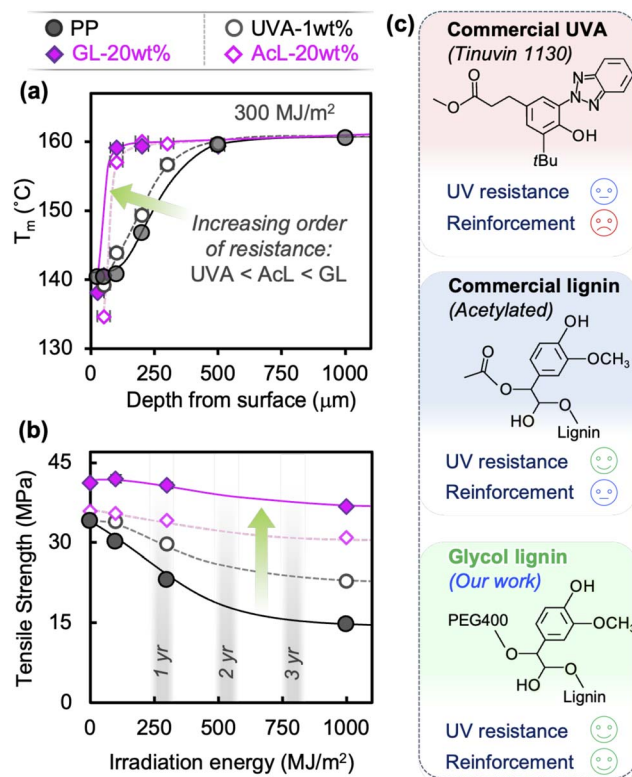 PP
UVA-1wt%
GL-20wt%
AcL-20wt%
(a)
300 MJ/m²
160
150
140
130
Tm (˚C)
Increasing order
of resistance:
UVA < AcL < GL
0 250 500 750 1000
Depth from surface (μm)
(b)
45
30
15
0
Tensile Strength (MPa)
1 yr
2 yr
3 yr
0 250 500 750 1000
Irradiation energy (MJ/m²)
(c)
Commercial UVA
(Tinuvin 1130)
O
O
N
N
N
OH
tBu
UV resistance
Reinforcement
Commercial lignin
(Acetylated)
OH
O
OCH3
O
HO
O
Lignin
UV resistance
Reinforcement
Glycol lignin
(Our work)
OH
PEG400
OCH3
O
HO
O
Lignin
UV resistance
Reinforcement